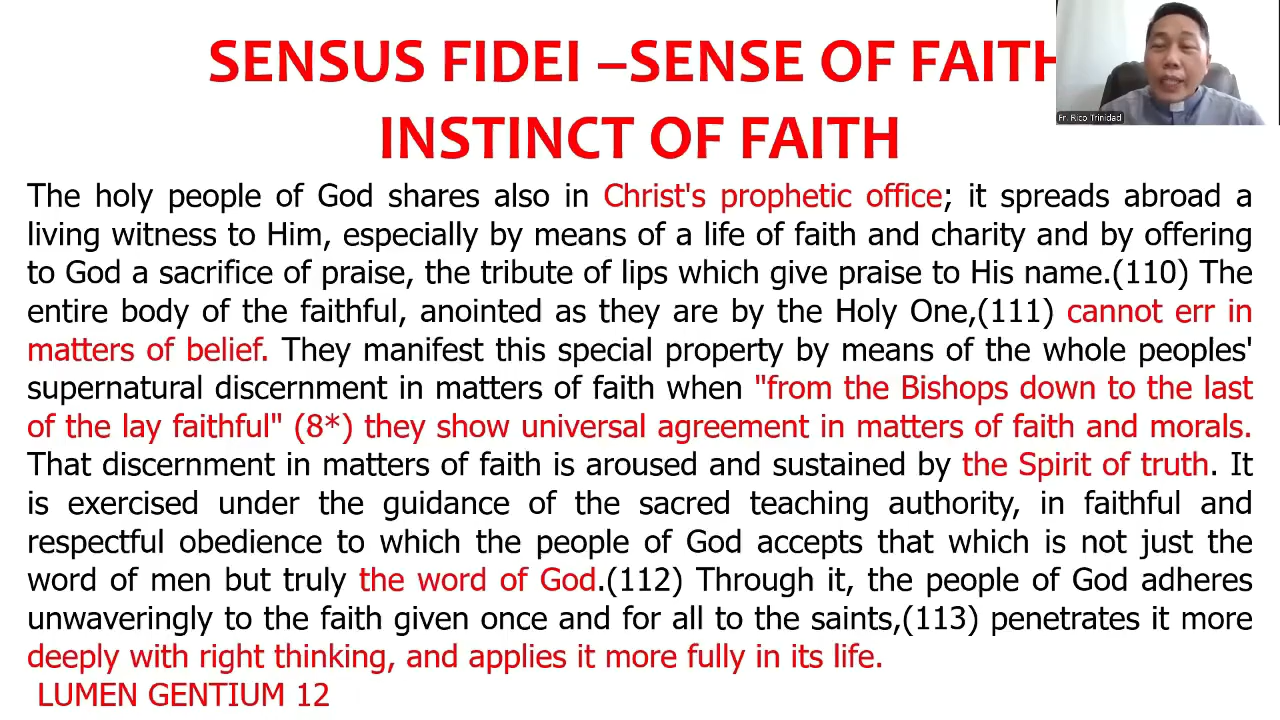 SENSUS FIDEI –SENSE OF FAITH
INSTINCT OF FAITH
Fr. Rico Trinidad
The holy people of God shares also in Christ's prophetic office; it spreads abroad a
living witness to Him, especially by means of a life of faith and charity and by offering
to God a sacrifice of praise, the tribute of lips which give praise to His name.(110) The
entire body of the faithful, anointed as they are by the Holy One,(111) cannot err in
matters of belief. They manifest this special property by means of the whole peoples'
supernatural discernment in matters of faith when "from the Bishops down to the last
of the lay faithful" (8*) they show universal agreement in matters of faith and morals.
That discernment in matters of faith is aroused and sustained by the Spirit of truth. It
is exercised under the guidance of the sacred teaching authority, in faithful and
respectful obedience to which the people of God accepts that which is not just the
word of men but truly the word of God.(112) Through it, the people of God adheres
unwaveringly to the faith given once and for all to the saints,(113) penetrates it more
deeply with right thinking, and applies it more fully in its life.
LUMEN GENTIUM 12